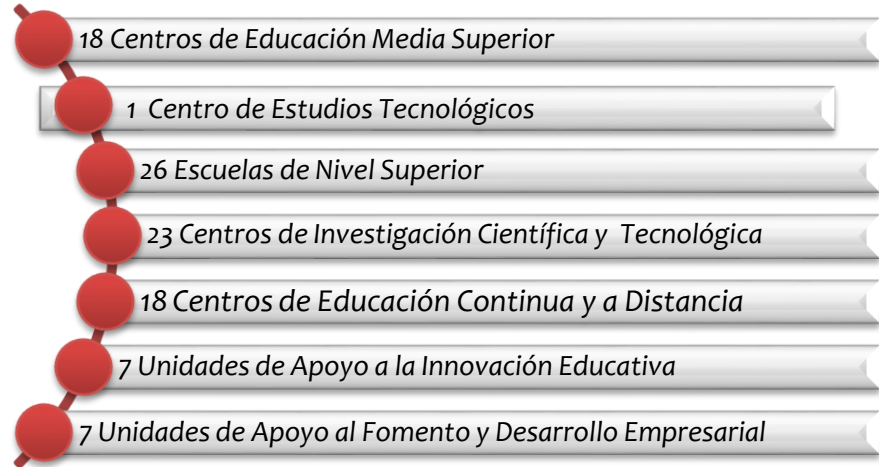 18 Centros de Educación Media Superior
1 Centro de Estudios Tecnológicos
26 Escuelas de Nivel Superior
23 Centros de Investigación Científica y Tecnológica
18 Centros de Educación Continua y a Distancia
7 Unidades de Apoyo a la Innovación Educativa
7 Unidades de Apoyo al Fomento y Desarrollo Empresarial